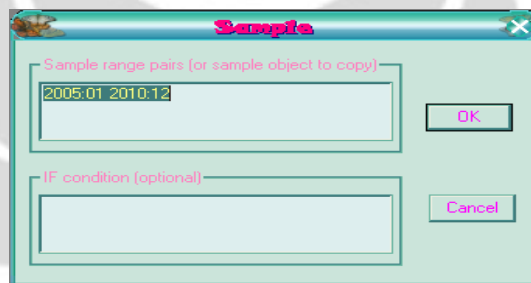 Sample
Sample range pairs (or sample object to copy)
2005:01 2010:12
OK
IF condition (optional)
Cancel